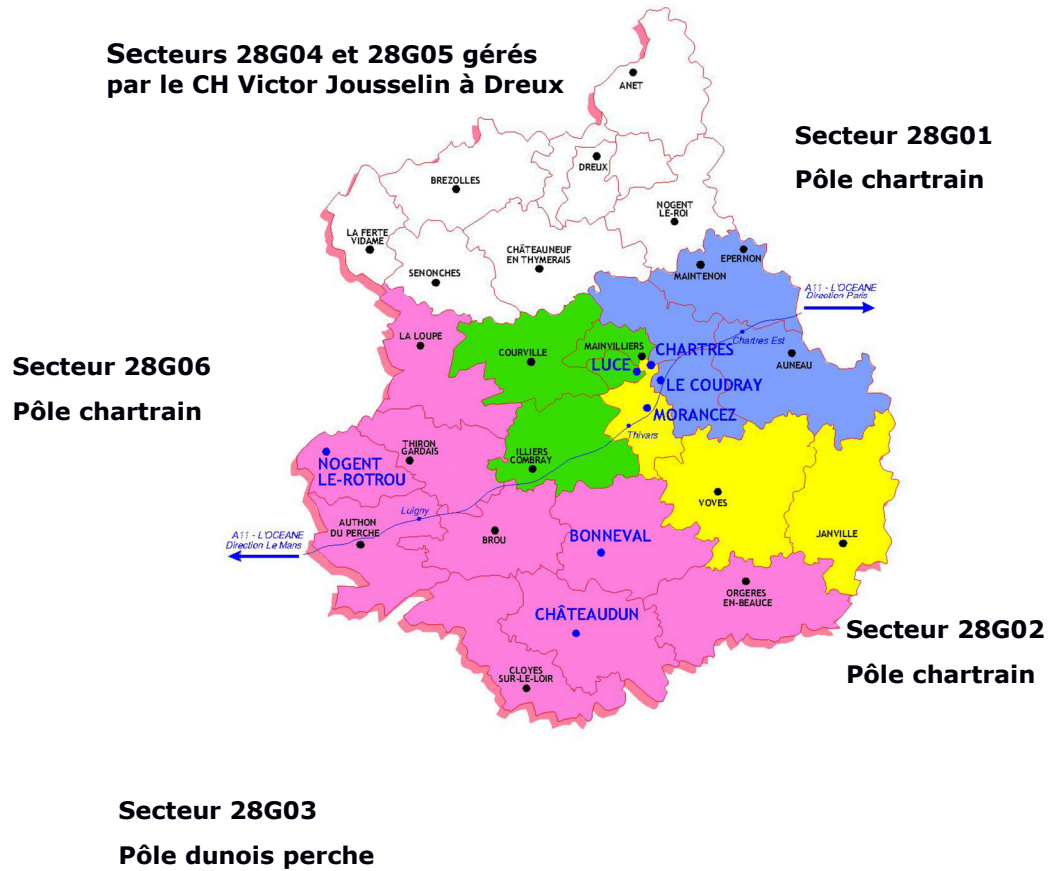 Secteurs 28G04 et 28G05 gérés
par le CH Victor Jousselin à Dreux
ANET
Secteur 28G01
Pôle chartrain
DREUX
BREZOLLES
NOGENT
LE-ROI
LA FERTE
VIDAME
CHÂTEAUNEUF
EN THYMERAIS
SENONCHES
EPERNON
MAINTENON
A11 - L'OCEANE
Direction Paris
Chartres Est
LA LOUPE
COURVILLE
MAINVILLIERS
CHARTRES
LUCE
AUNEAU
LE COUDRAY
MORANCEZ
Thivars
Secteur 28G06
Pôle chartrain
NOGENT
LE-ROTROU
THIRON
GARDAIS
ILLIERS
COMBRAY
VOVES
JANVILLE
Luigny
AUTHON
DU PERCHE
A11 - L'OCEANE
Direction Le Mans
BROU
BONNEVAL
ORGERES
EN-BEAUCE
CHÂTEAUDUN
CLOYES
SUR-LE-LOIR
Secteur 28G02
Pôle chartrain
Secteur 28G03
Pôle dunois perche